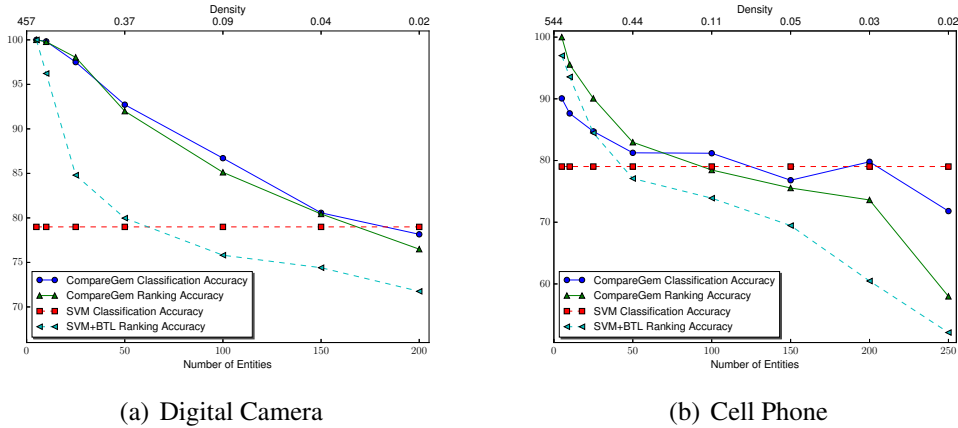 Density
457 0.37 0.09 0.04 0.02
100
95
90
85
80
75
70
CompareGem Classification Accuracy
CompareGem Ranking Accuracy
SVM Classification Accuracy
SVM+BTL Ranking Accuracy
0 50 100 150 200
Number of Entities
(a) Digital Camera
Density
544 0.44 0.11 0.05 0.03 0.02
100
90
80
70
60
CompareGem Classification Accuracy
CompareGem Ranking Accuracy
SVM Classification Accuracy
SVM+BTL Ranking Accuracy
0 50 100 150 200 250
Number of Entities
(b) Cell Phone